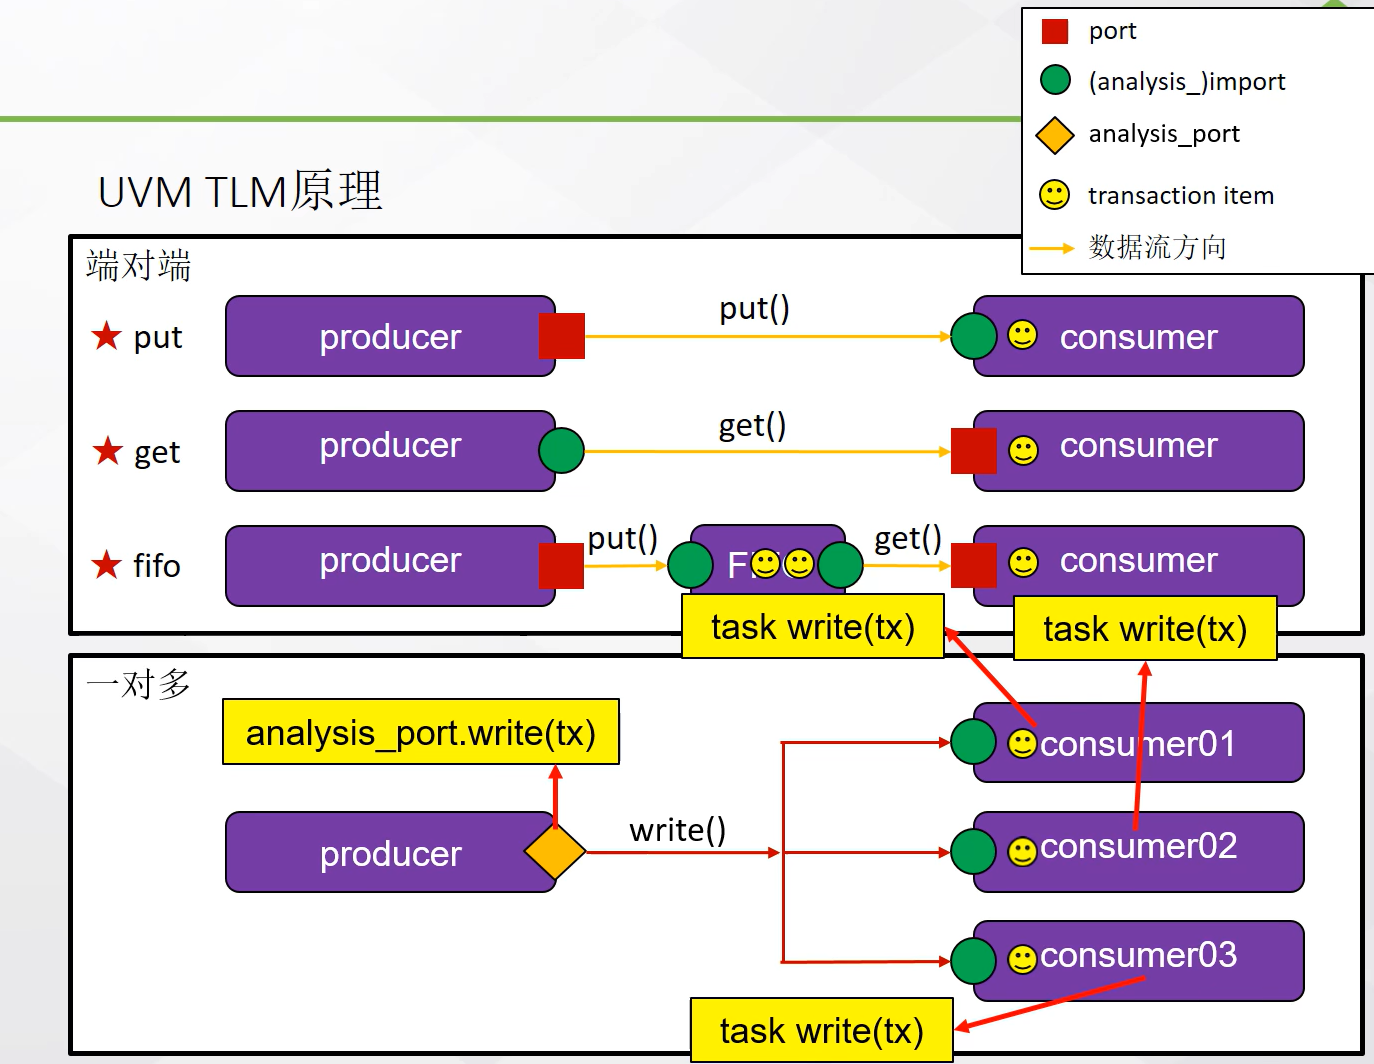 port
(analysis_)import
analysis_port
transaction item
数据流方向
UVM TLM原理
端对端
put
producer
put()
consumer
get
producer
get()
consumer
fifo
producer
put()
get()
consumer
task write(tx)
task write(tx)
一对多
analysis_port.write(tx)
consumer01
producer
write()
consumer02
consumer03
task write(tx)